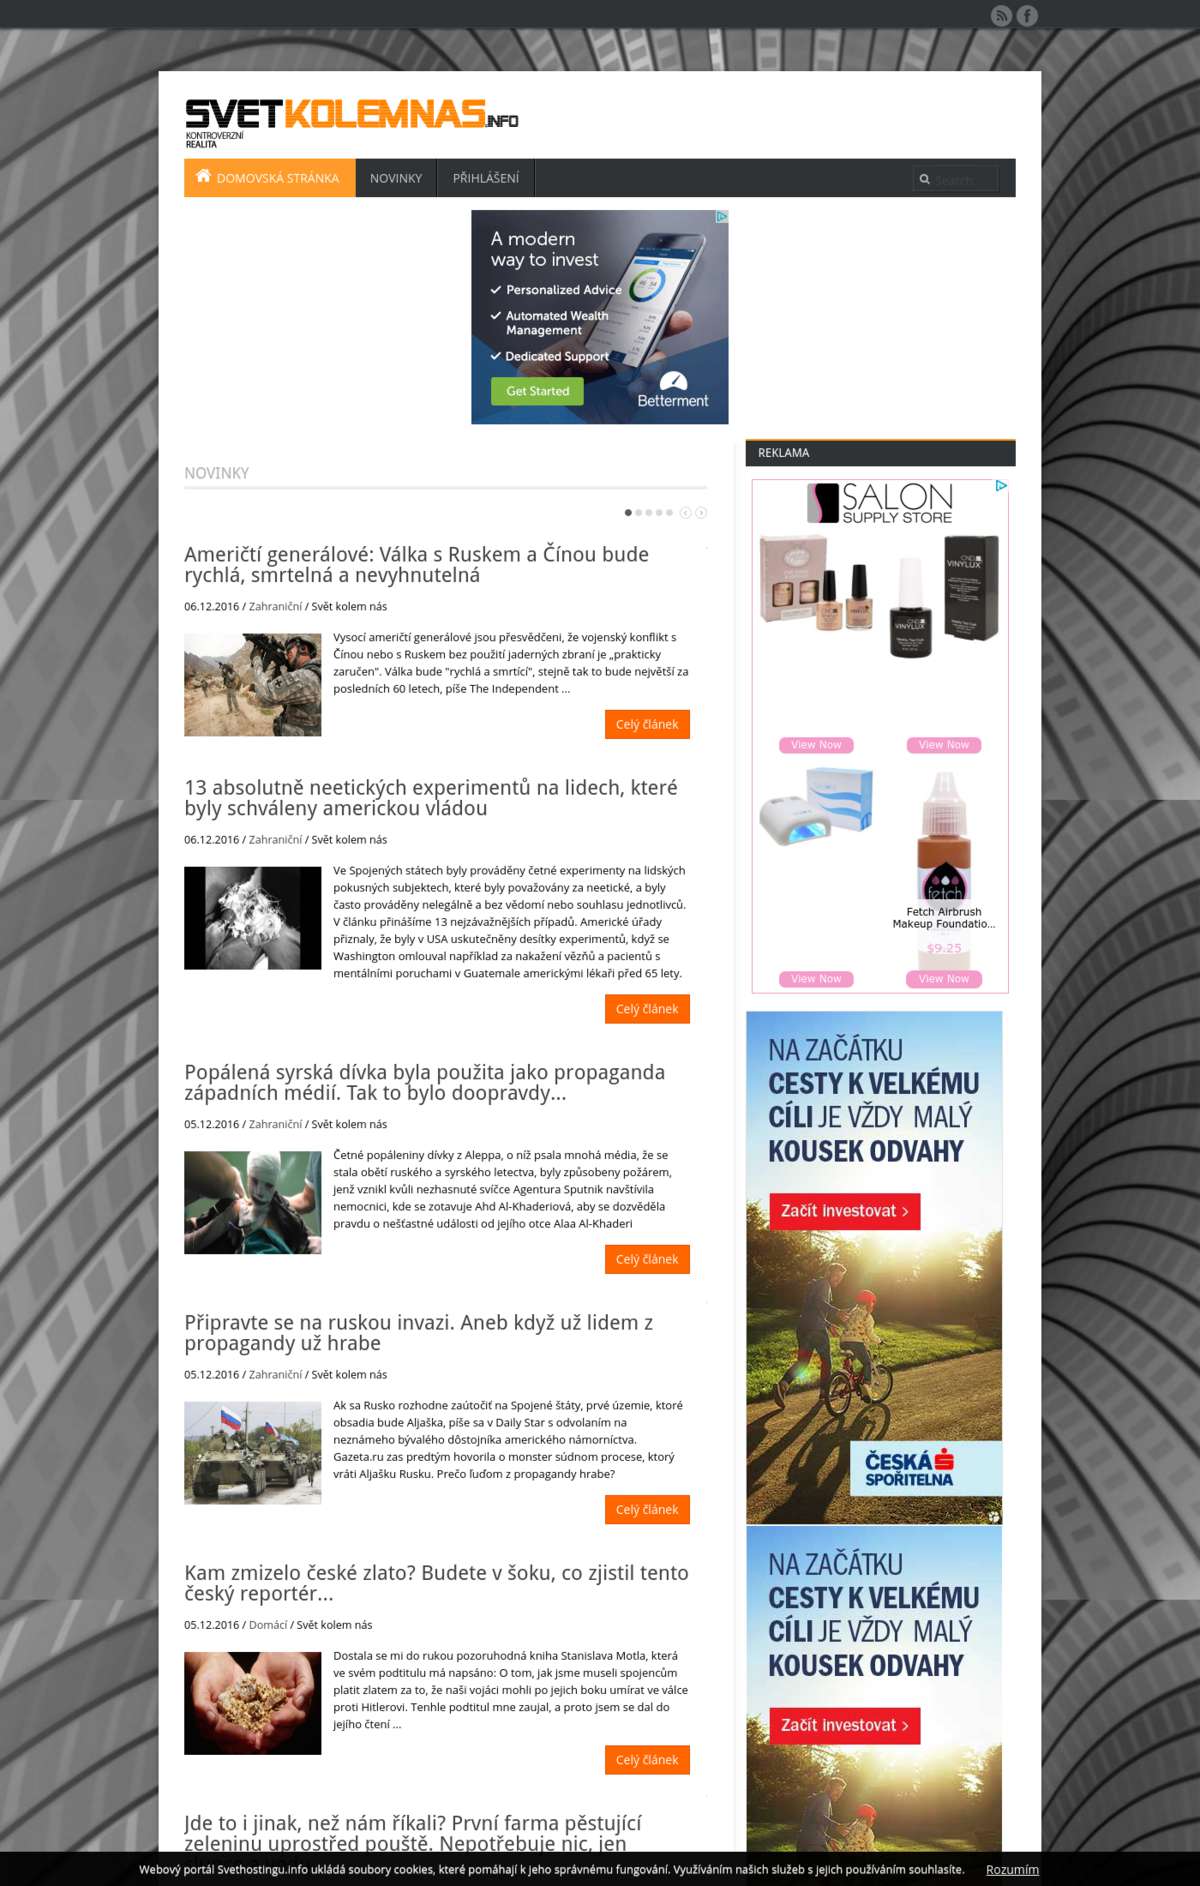 SVETKOLEMNAS.INFO
KONTROVERZNÍ
REALITA
DOMOVSKÁ STRÁNKA
NOVINKY
PŘIHLÁŠENÍ
Search
A modern
way to invest
Personalized Advice
Automated Wealth
Management
Dedicated Support
Get Started
Betterment
NOVINKY
Američtí generálové: Válka s Ruskem a Čínou bude
rychlá, smrtelná a nevyhnutelná
06.12.2016 / Zahraniční / Svět kolem nás
Vysocí američtí generálové jsou přesvědčeni, že vojenský konflikt s
Čínou nebo s Ruskem bez použití jaderných zbraní je „prakticky
zaručen". Válka bude "rychlá a smrtící", stejně tak to bude největší za
posledních 60 letech, píše The Independent ...
Celý článek
13 absolutně neetických experimentů na lidech, které
byly schváleny americkou vládou
06.12.2016 / Zahraniční / Svět kolem nás
Ve Spojených státech byly prováděny četné experimenty na lidských
pokusných subjektech, které byly považovány za neetické, a byly
často prováděny nelegálně a bez vědomí nebo souhlasu jednotlivců.
V článku přinášíme 13 nejzávažnějších případů. Americké úřady
přiznaly, že byly v USA uskutečněny desítky experimentů, když se
Washington omlouval například za nakažení vězňů a pacientů s
mentálními poruchami v Guatemale americkými lékaři před 65 lety.
Celý článek
Popálená syrská dívka byla použita jako propaganda
západních médií. Tak to bylo doopravdy...
05.12.2016 / Zahraniční / Svět kolem nás
Četné popáleniny dívky z Aleppa, o níž psala mnohá média, že se
stala obětí ruského a syrského letectva, byly způsobeny požárem,
jenž vznikl kvůli nezhasnuté svíčce Agentura Sputnik navštívila
nemocnici, kde se zotavuje Ahd Al-Khaderiová, aby se dozvěděla
pravdu o nešťastné události od jejího otce Alaa Al-Khaderi
Celý článek
Připravte se na ruskou invazi. Aneb když už lidem z
propagandy už hrabe
05.12.2016 / Zahraniční / Svět kolem nás
Ak sa Rusko rozhodne zaútočiť na Spojené štáty, prvé územie, ktoré
obsadia bude Aljaška, píše sa v Daily Star s odvolaním na
neznámeho bývalého dôstojníka amerického námorníctva.
Gazeta.ru zas predtým hovorila o monster súdnom procese, ktorý
vráti Aljašku Rusku. Prečo ľuďom z propagandy hrabe?
Celý článek
Kam zmizelo české zlato? Budete v šoku, co zjistil tento
český reportér...
05.12.2016 / Domácí / Svět kolem nás
Dostala se mi do rukou pozoruhodná kniha Stanislava Motla, která
ve svém podtitulu má napsáno: O tom, jak jsme museli spojencům
platit zlatem za to, že naši vojáci mohli po jejich boku umírat ve válce
proti Hitlerovi. Tenhle podtitul mne zaujal, a proto jsem se dal do
jejího čtení ...
Celý článek
Jde to i jinak, než nám říkali? První farma pěstující
zeleninu uprostřed pouště. Nepotřebuje nic, jen
REKLAMA
SALON
SUPPLY STORE
CND
VINYLUX
CND
VINYLUX
View Now
View Now
fetch
Fetch Airbrush
Makeup Foundatio...
$9.25
View Now
View Now
NA ZAČÁTKU
CESTY K VELKÉMU
CÍLI JE VŽDY MALÝ
KOUSEK ODVAHY
Začít investovat >
ČESKÁ
SPOŘITELNA
NA ZAČÁTKU
CESTY K VELKÉMU
CÍLI JE VŽDY MALÝ
KOUSEK ODVAHY
Začít investovat >
Webový portál Svethostingu.info ukládá soubory cookies, které pomáhají k jeho správnému fungování. Využíváním našich služeb s jejich používáním souhlasíte.
Rozumím